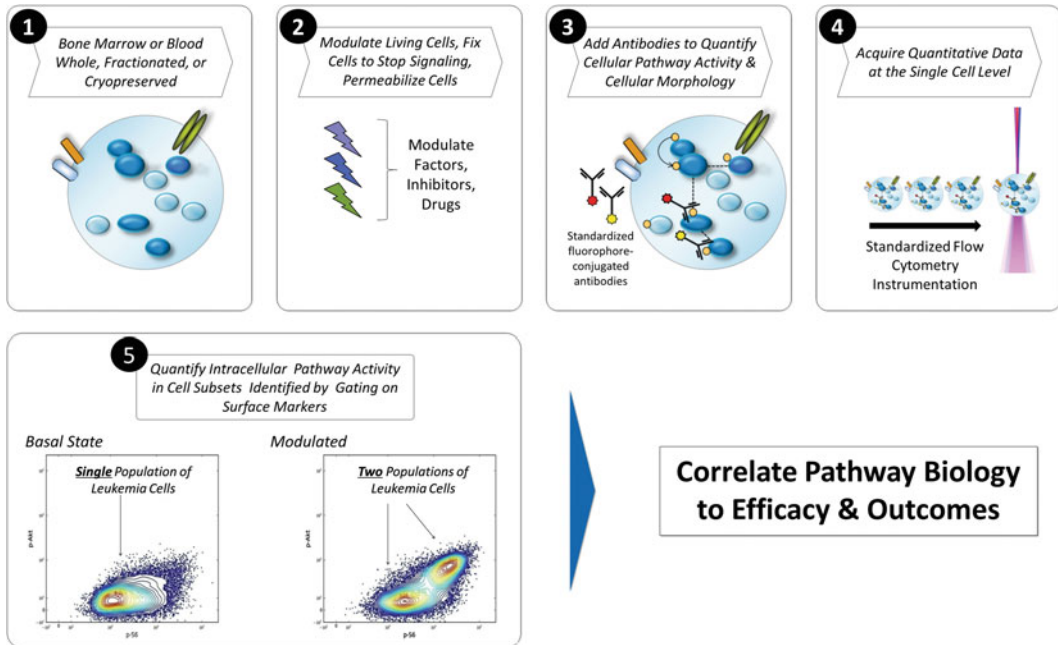 1
Bone Marrow or Blood
Whole, Fractionated, or
Cryopreserved
2
Modulate Living Cells, Fix
Cells to Stop Signaling,
Permeabilize Cells
Modulate
Factors,
Inhibitors,
Drugs
3
Add Antibodies to Quantify
Cellular Pathway Activity &
Cellular Morphology
Standardized
fluorophore-
conjugated
antibodies
4
Acquire Quantitative Data
at the Single Cell Level
Standardized Flow
Cytometry
Instrumentation
5
Quantify Intracellular Pathway Activity
in Cell Subsets Identified by Gating on
Surface Markers
Basal State
Single Population of
Leukemia Cells
p-Akt
p-S6
Modulated
Two Populations of
Leukemia Cells
p-Akt
p-S6
Correlate Pathway Biology
to Efficacy & Outcomes